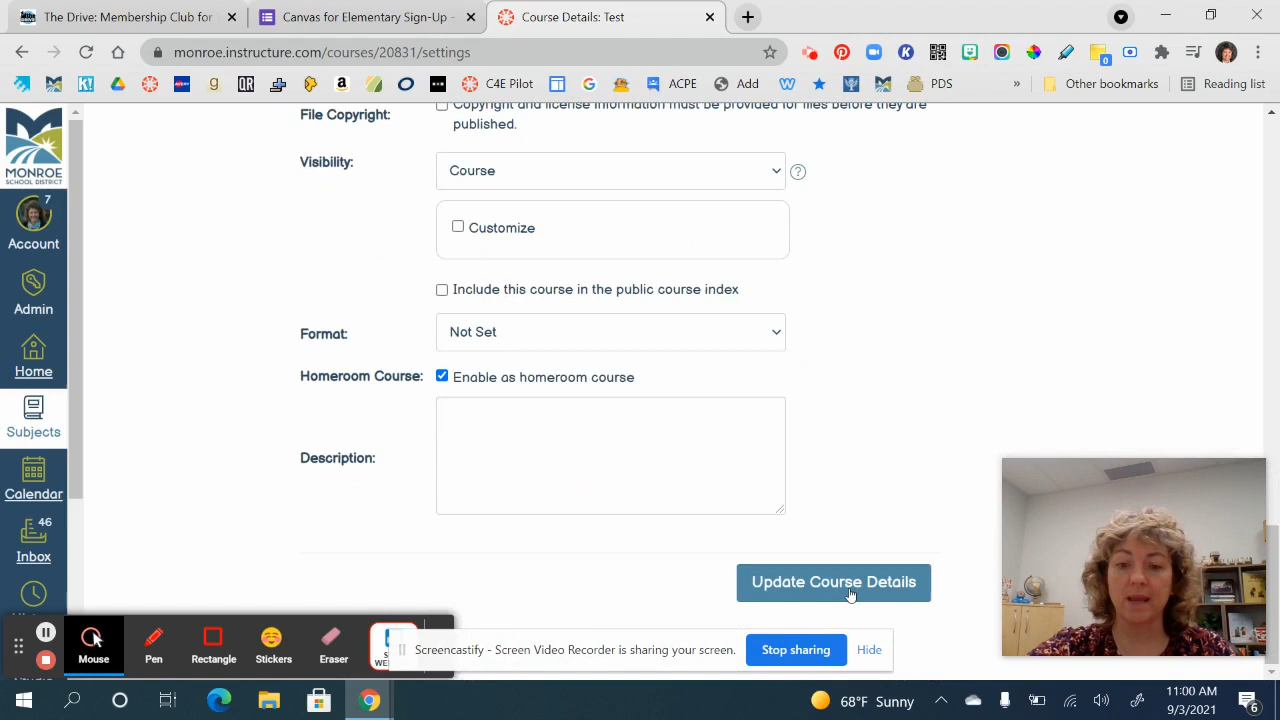 The Drive: Membership Club for
Canvas for Elementary Sign-Up -
Course Details: Test
monroe.instructure.com/courses/20831/settings
0
K!
QR
C4E Pilot
ACPE
Add
PDS
»
Other bookmarks
Reading list
MONROE
SCHOOL DISTRICT
7
Account
Admin
Home
Subjects
Calendar
46
Inbox
File Copyright:
Copyright and license information must be provided for files before they are
published.
Visibility:
Course
?
Customize
Include this course in the public course index
Format:
Not Set
Homeroom Course:
Enable as homeroom course
Description:
Update Course Details
Mouse
Pen
Rectangle
Stickers
Eraser
Screencastify - Screen Video Recorder is sharing your screen.
Stop sharing
Hide
68°F Sunny
11:00 AM
9/3/2021
6